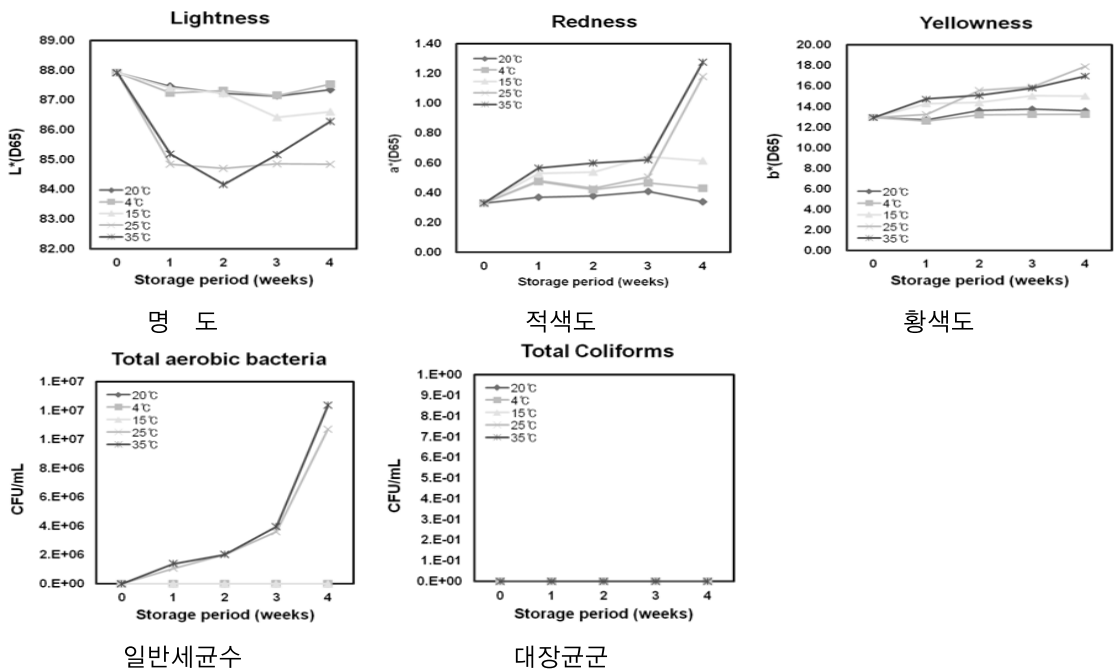 Lightness
89.00
88.00
87.00
86.00
85.00
84.00
83.00
82.00
L*(D65)
20℃
4℃
15℃
25℃
35℃
0 1 2 3 4
Storage period (weeks)
명 도
Redness
1.40
1.20
1.00
0.80
0.60
0.40
0.20
0.00
a*(D65)
20℃
4℃
15℃
25℃
35℃
0 1 2 3 4
Storage period (weeks)
적색도
Yellowness
20.00
18.00
16.00
14.00
12.00
10.00
8.00
6.00
4.00
2.00
0.00
b*(D65)
20℃
4℃
15℃
25℃
35℃
0 1 2 3 4
Storage period (weeks)
황색도
Total aerobic bacteria
1.E+07
1.E+07
1.E+07
8.E+06
6.E+06
4.E+06
2.E+06
0.E+00
CFU/mL
20℃
4℃
15℃
25℃
35℃
0 1 2 3 4
Storage period (weeks)
일반세균수
Total Coliforms
1.E+00
9.E-01
8.E-01
7.E-01
6.E-01
5.E-01
4.E-01
3.E-01
2.E-01
1.E-01
0.E+00
CFU/mL
20℃
4℃
15℃
25℃
35℃
0 1 2 3 4
Storage period (weeks)
대장균군